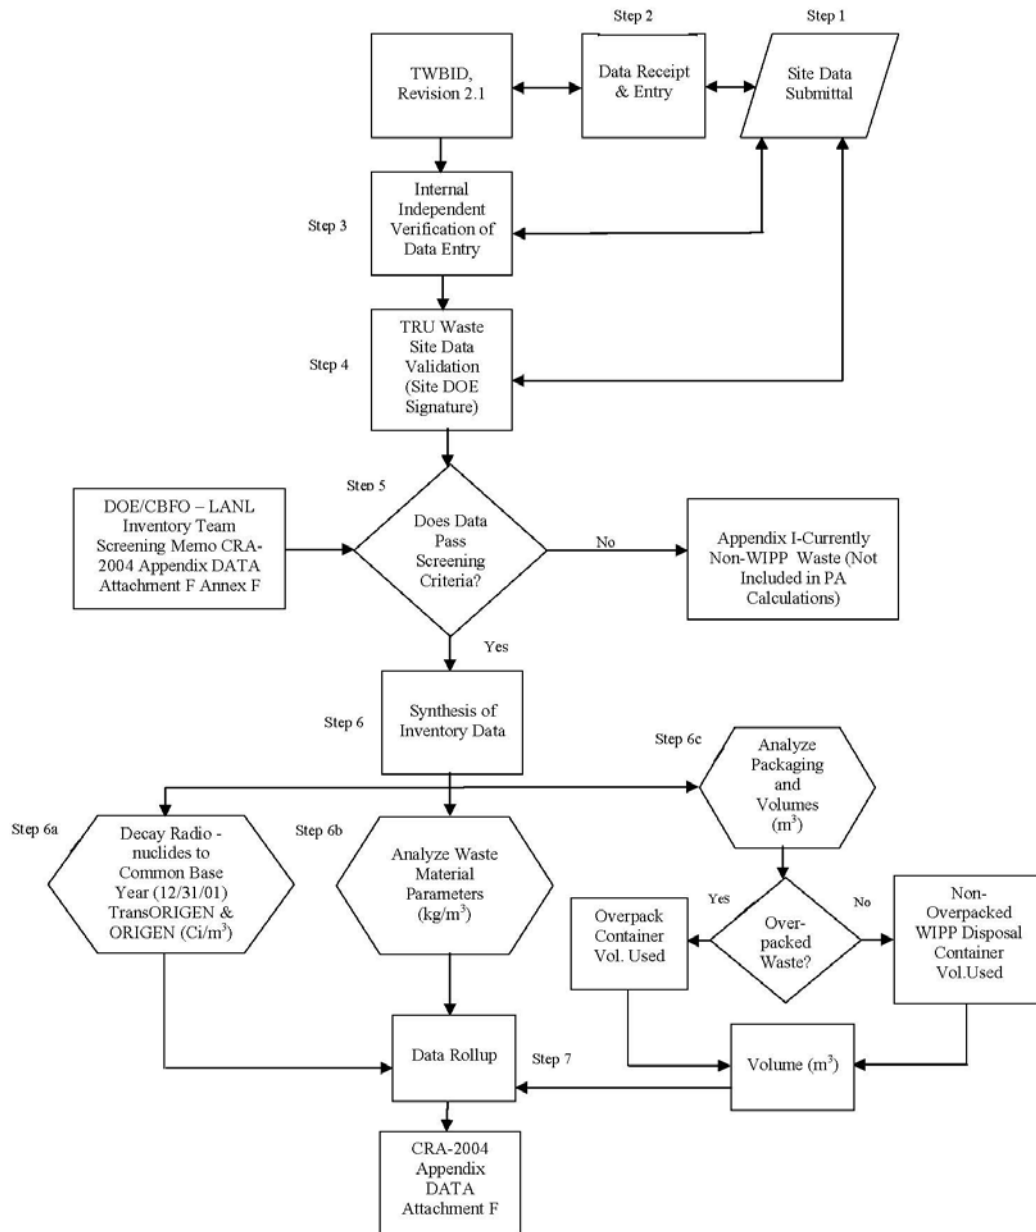 Step 2
Step 1
TWBID,
Revision 2.1
Data Receipt
& Entry
Site Data
Submittal
Step 3
Internal
Independent
Verification of
Data Entry
Step 4
TRU Waste
Site Data
Validation
(Site DOE
Signature)
Step 5
DOE/CBFO – LANL
Inventory Team
Screening Memo CRA-
2004 Appendix DATA
Attachment F Annex F
Does Data
Pass
Screening
Criteria?
No
Appendix I-Currently
Non-WIPP Waste (Not
Included in PA
Calculations)
Yes
Step 6
Synthesis of
Inventory Data
Step 6c
Analyze
Packaging
and
Volumes
(m³)
Step 6a
Decay Radio -
nuclides to
Common Base
Year (12/31/01)
TransORIGEN &
ORIGEN (Ci/m³)
Step 6b
Analyze Waste
Material
Parameters
(kg/m³)
Overpack
Container
Vol. Used
Yes
Over-
packed
Waste?
No
Non-
Overpacked
WIPP Disposal
Container
Vol.Used
Data Rollup
Step 7
Volume (m³)
CRA-2004
Appendix
DATA
Attachment F